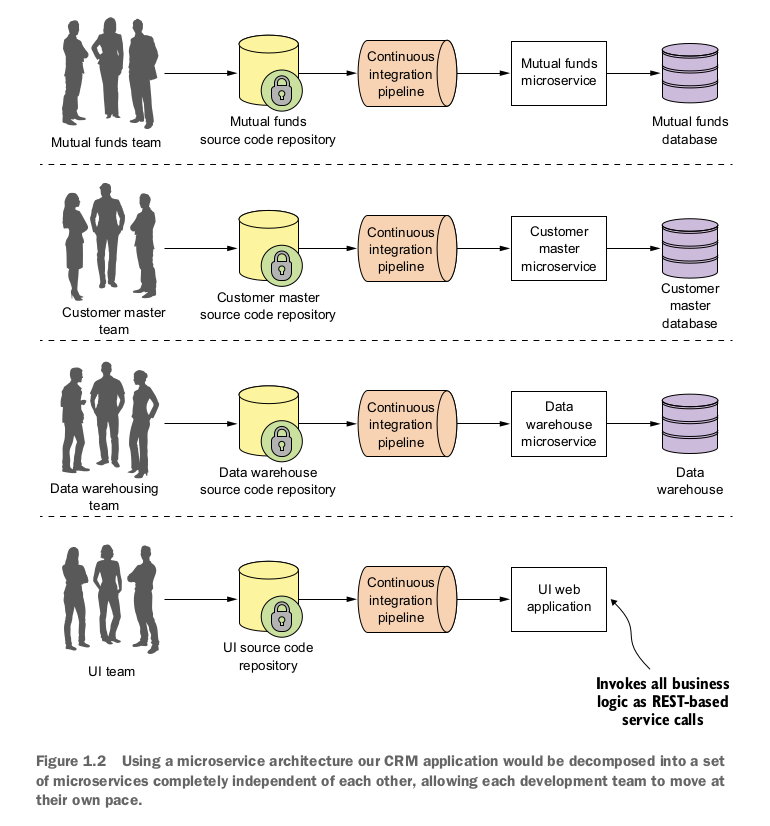 Continuous
integration
pipeline
Mutual funds
microservice
Mutual funds team
Mutual funds
source code repository
Mutual funds
database
Continuous
integration
pipeline
Customer
master
microservice
Customer master
team
Customer master
source code repository
Customer
master
database
Continuous
integration
pipeline
Data
warehouse
microservice
Data warehousing
team
Data warehouse
source code repository
Data
warehouse
Continuous
integration
pipeline
UI web
application
UI team
UI source code
repository
Invokes all business
logic as REST-based
service calls
Figure 1.2 Using a microservice architecture our CRM application would be decomposed into a set
of microservices completely independent of each other, allowing each development team to move at
their own pace.